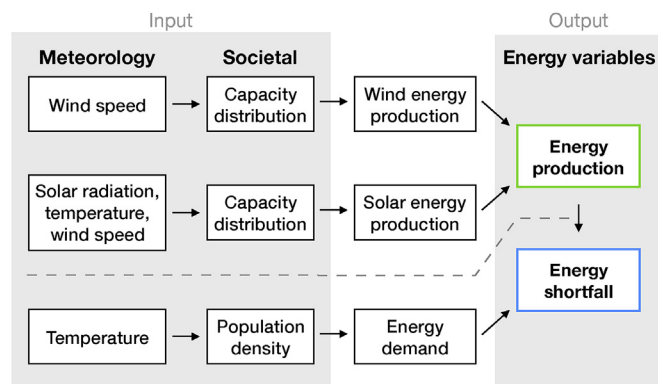 Input
Output
Meteorology
Societal
Energy variables
Wind speed
Capacity
distribution
Wind energy
production
Energy
production
Solar radiation,
temperature,
wind speed
Capacity
distribution
Solar energy
production
Energy
shortfall
Temperature
Population
density
Energy
demand